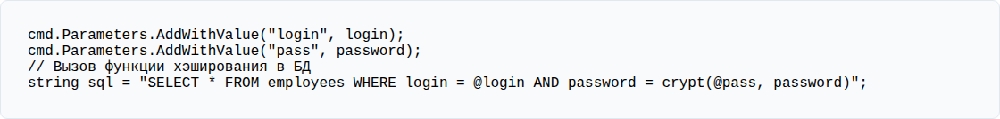 cmd.Parameters.AddWithValue("login", login);
cmd.Parameters.AddWithValue("pass", password);
// Вызов функции хэширования в БД
string sql = "SELECT * FROM employees WHERE login = @login AND password = crypt(@pass, password)";